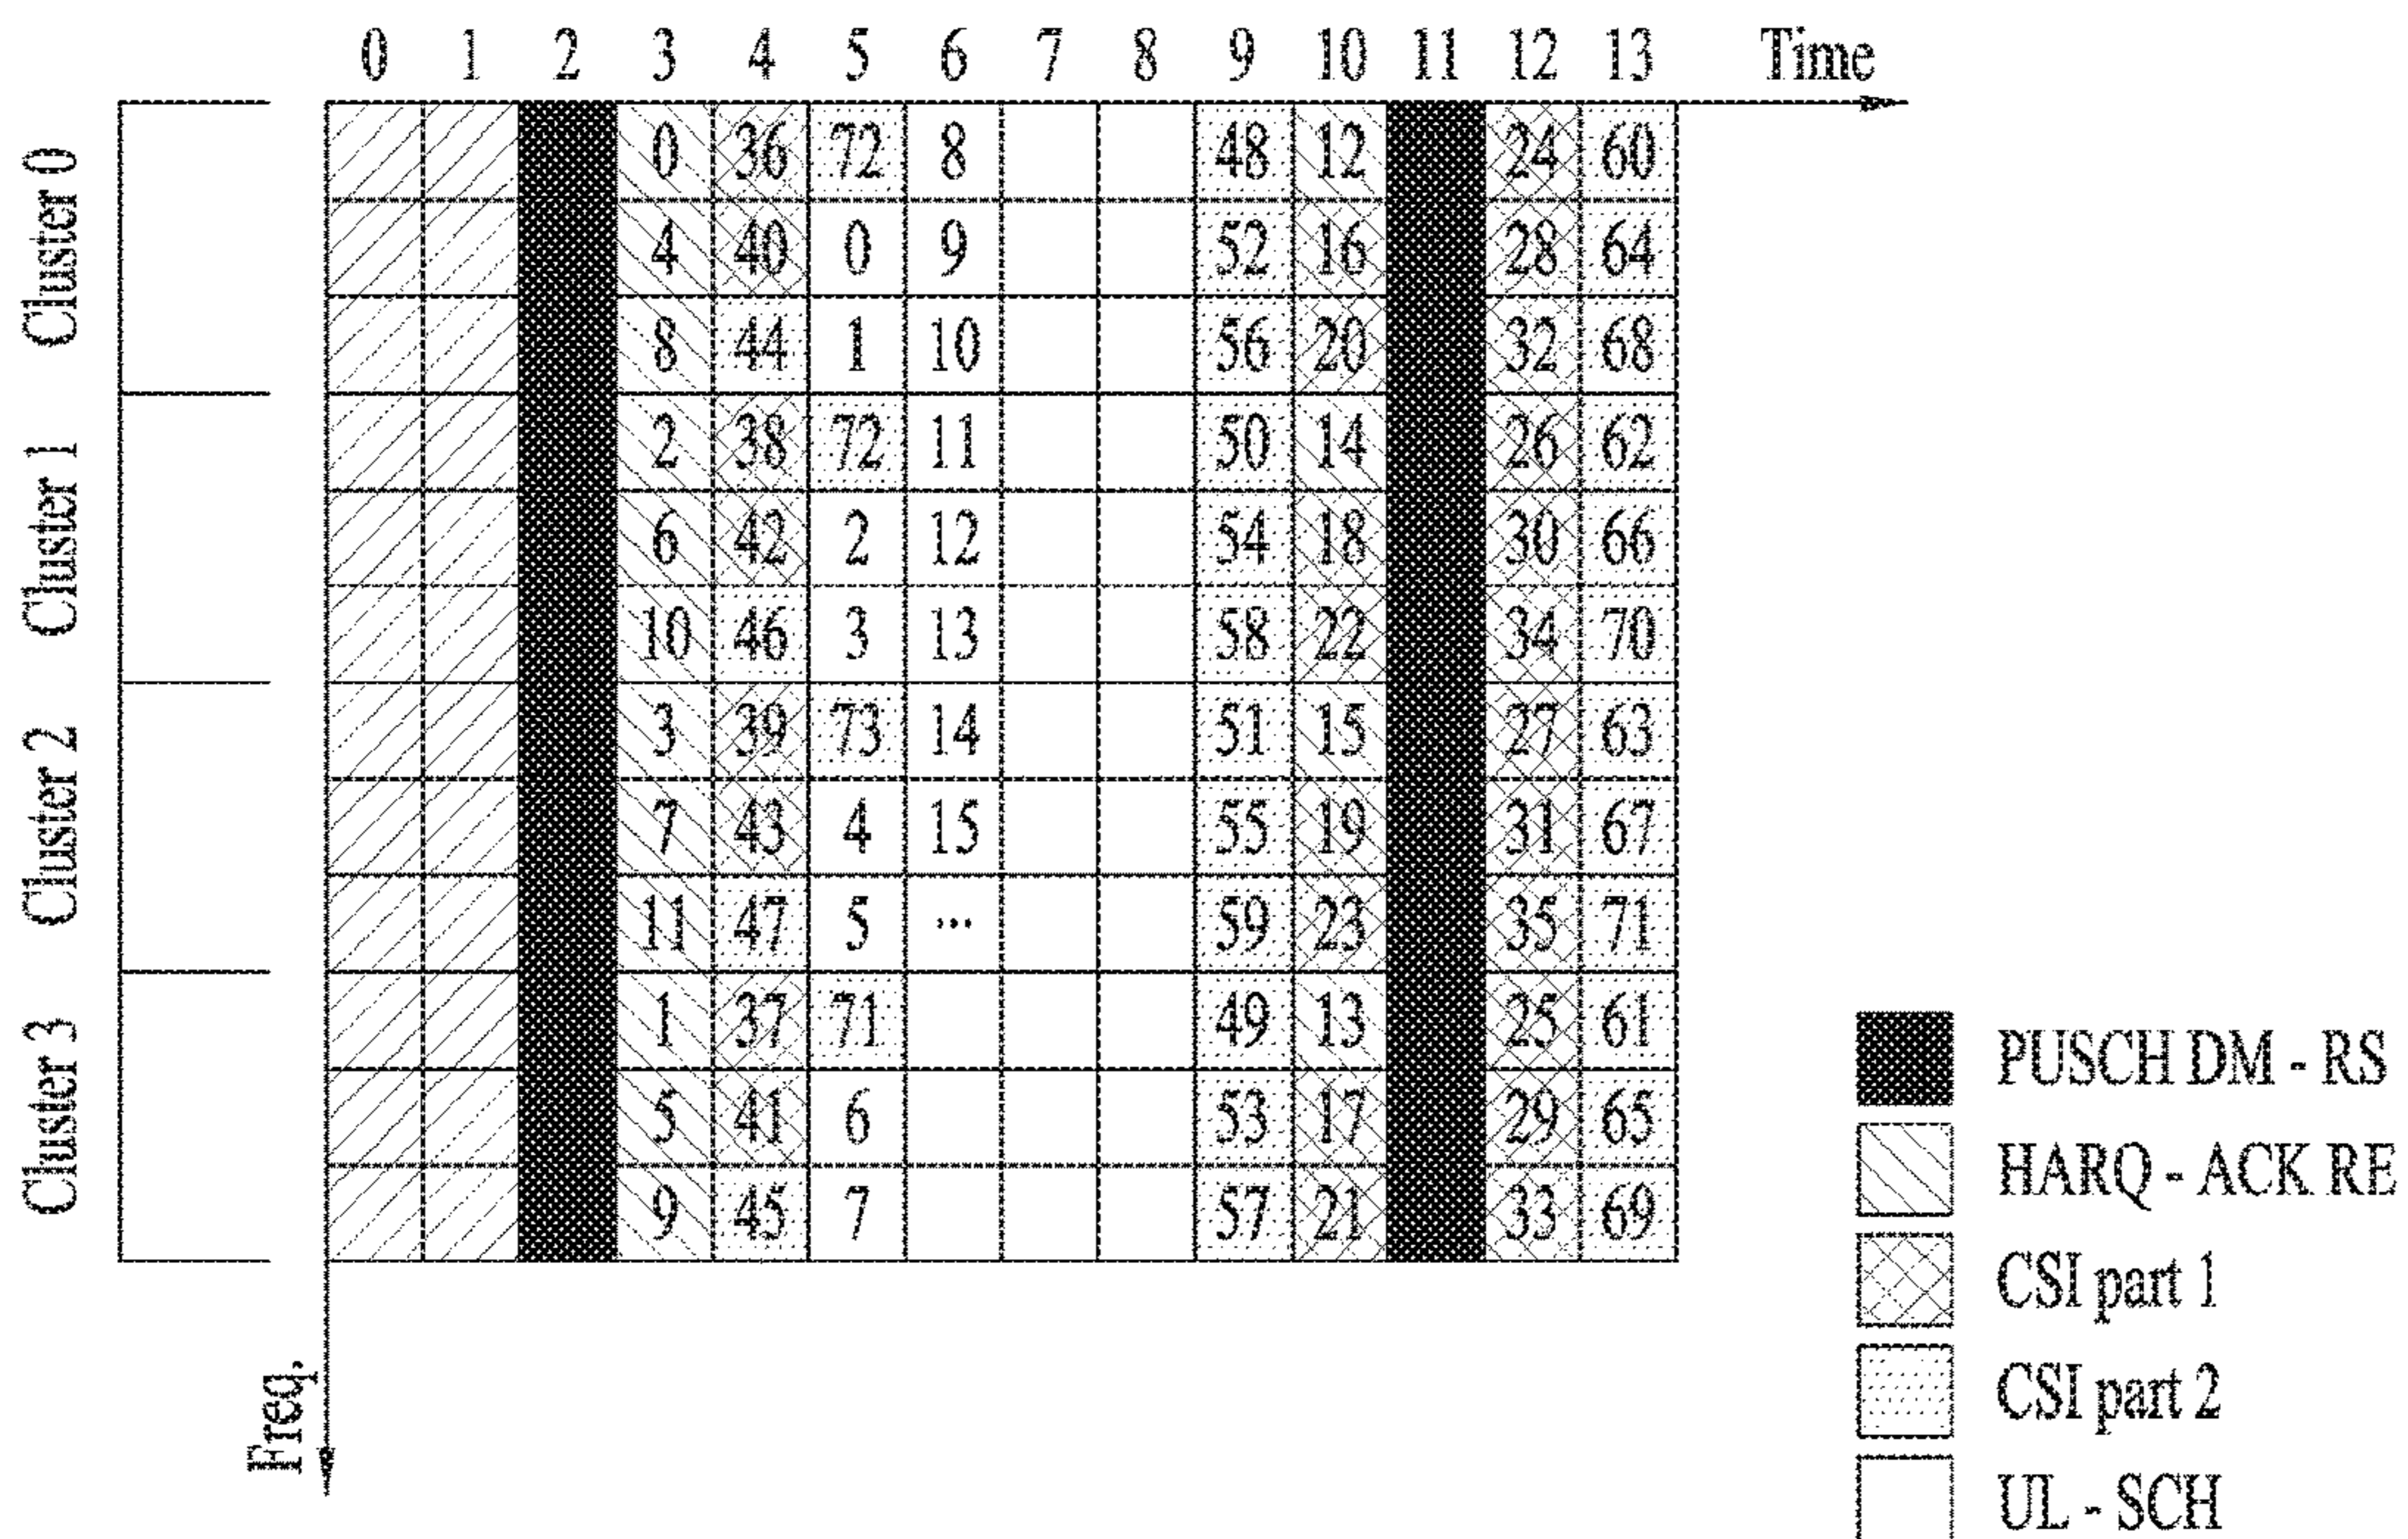 0 1 2 3 4 5 6 7 8 9 10 11 12 13 Time
Cluster 0
0 36 72 8 48 12 24 60
4 40 0 9 52 16 28 64
8 44 1 10 56 20 32 68
Cluster 1
2 38 72 11 50 14 26 62
6 42 2 12 54 18 30 66
10 46 3 13 58 22 34 70
Cluster 2
3 39 73 14 51 15 27 63
7 43 4 15 55 19 31 67
11 47 5 ... 59 23 35 71
Cluster 3
1 37 71 49 13 25 61
5 41 6 53 17 29 65
9 45 7 57 21 33 69
Freq.
PUSCH DM - RS
HARQ - ACK RE
CSI part 1
CSI part 2
UL - SCH